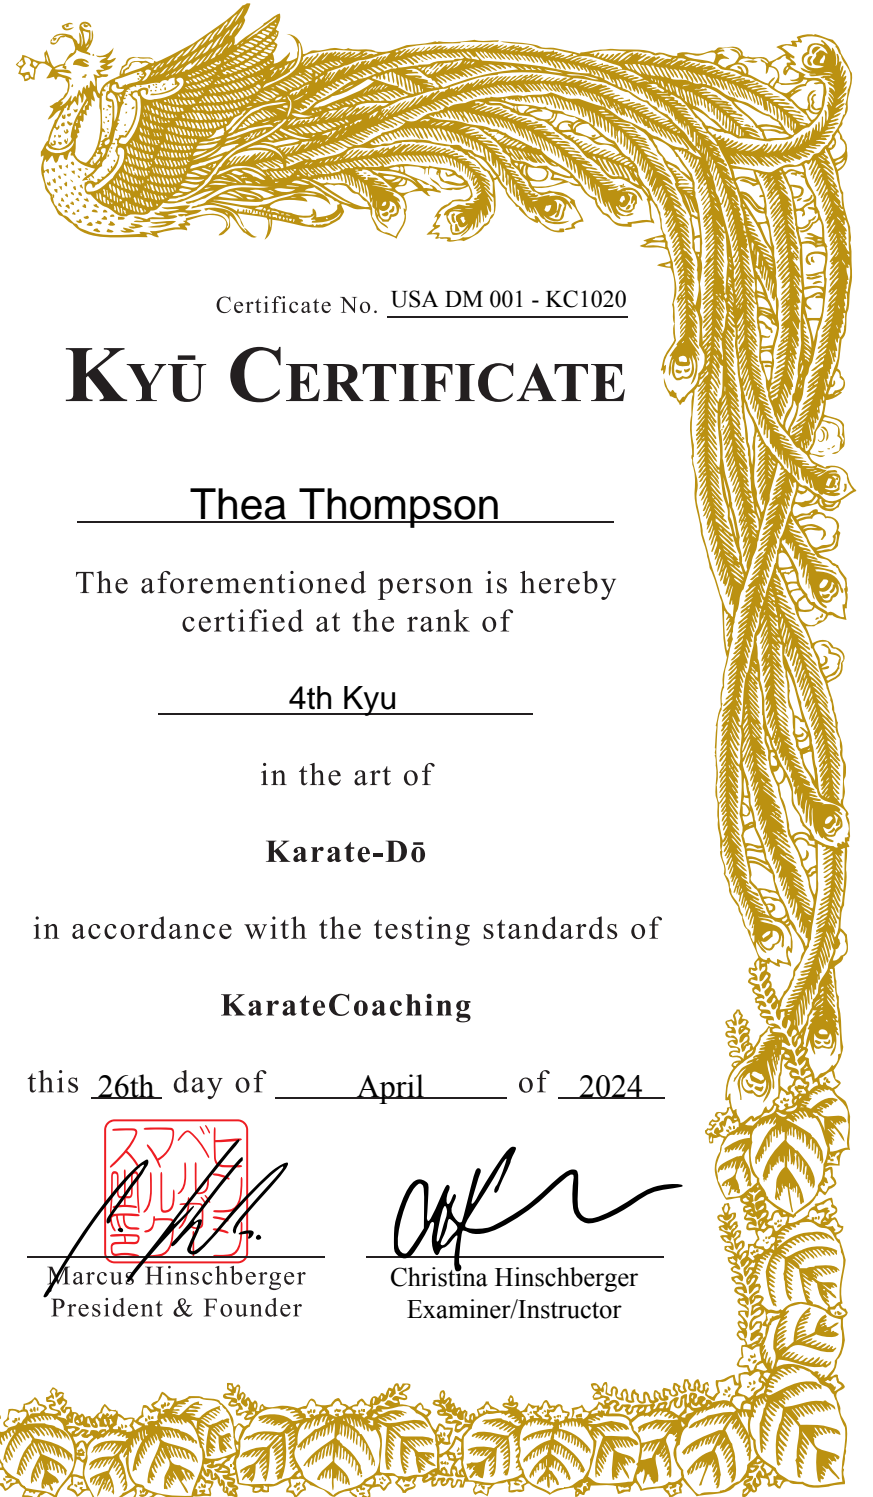 Certificate No. USA DM 001 - KC1020
KYŪ CERTIFICATE
Thea Thompson
The aforementioned person is hereby
certified at the rank of
4th Kyu
in the art of
Karate-Dō
in accordance with the testing standards of
KarateCoaching
this 26th day of April of 2024
Marcus Hinschberger
President & Founder
Christina Hinschberger
Examiner/Instructor